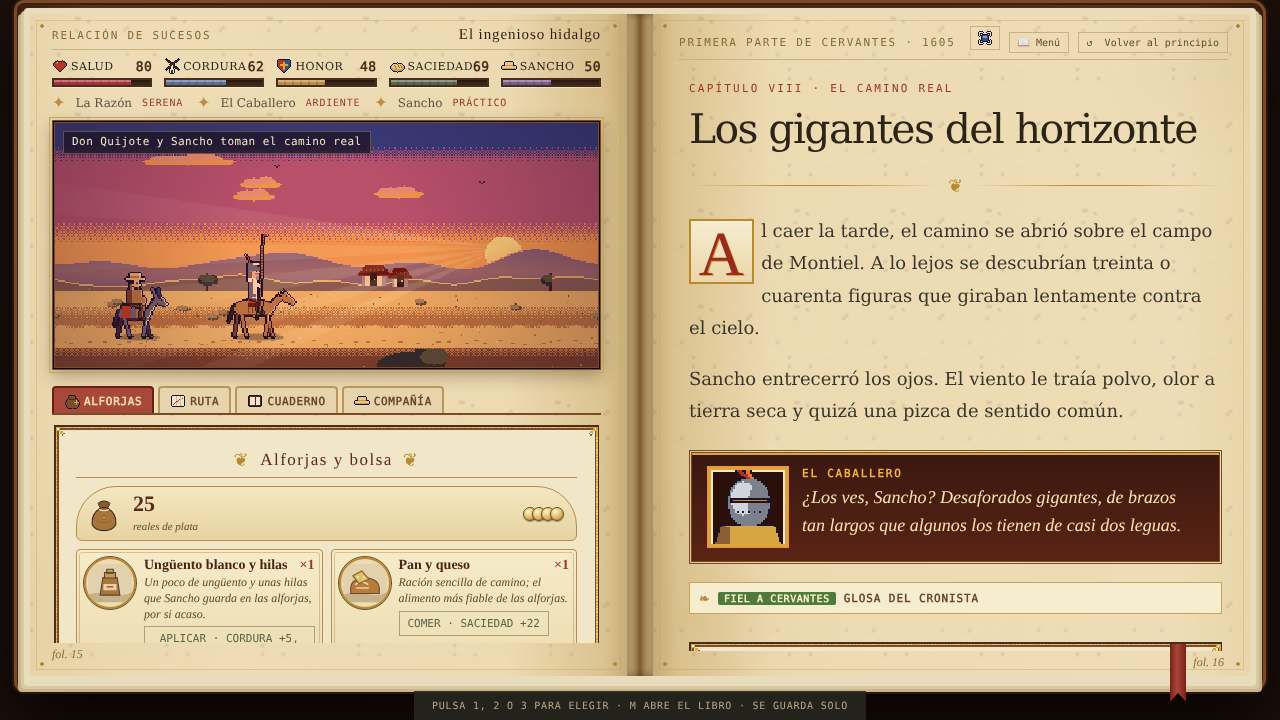 RELACIÓN DE SUCESOS
El ingenioso hidalgo
SALUD 80
CORDURA 62
HONOR 48
SACIEDAD 69
SANCHO 50
La Razón SERENA
El Caballero ARDIENTE
Sancho PRÁCTICO
Don Quijote y Sancho toman el camino real
ALFORJAS
RUTA
CUADERNO
COMPAÑÍA
Alforjas y bolsa
25
reales de plata
Ungüento blanco y hilas ×1
Un poco de ungüento y unas hilas
que Sancho guarda en las alforjas,
por si acaso.
APLICAR · CORDURA +5,
Pan y queso ×1
Ración sencilla de camino; el
alimento más fiable de las alforjas.
COMER · SACIEDAD +22
fol. 15
PRIMERA PARTE DE CERVANTES · 1605
Menú
↺ Volver al principio
CAPÍTULO VIII · EL CAMINO REAL
Los gigantes del horizonte
Al caer la tarde, el camino se abrió sobre el campo
de Montiel. A lo lejos se descubrían treinta o
cuarenta figuras que giraban lentamente contra
el cielo.
Sancho entrecerró los ojos. El viento le traía polvo, olor a
tierra seca y quizá una pizca de sentido común.
EL CABALLERO
¿Los ves, Sancho? Desaforados gigantes, de brazos
tan largos que algunos los tienen de casi dos leguas.
FIEL A CERVANTES GLOSA DEL CRONISTA
fol. 16
PULSA 1, 2 O 3 PARA ELEGIR · M ABRE EL LIBRO · SE GUARDA SOLO